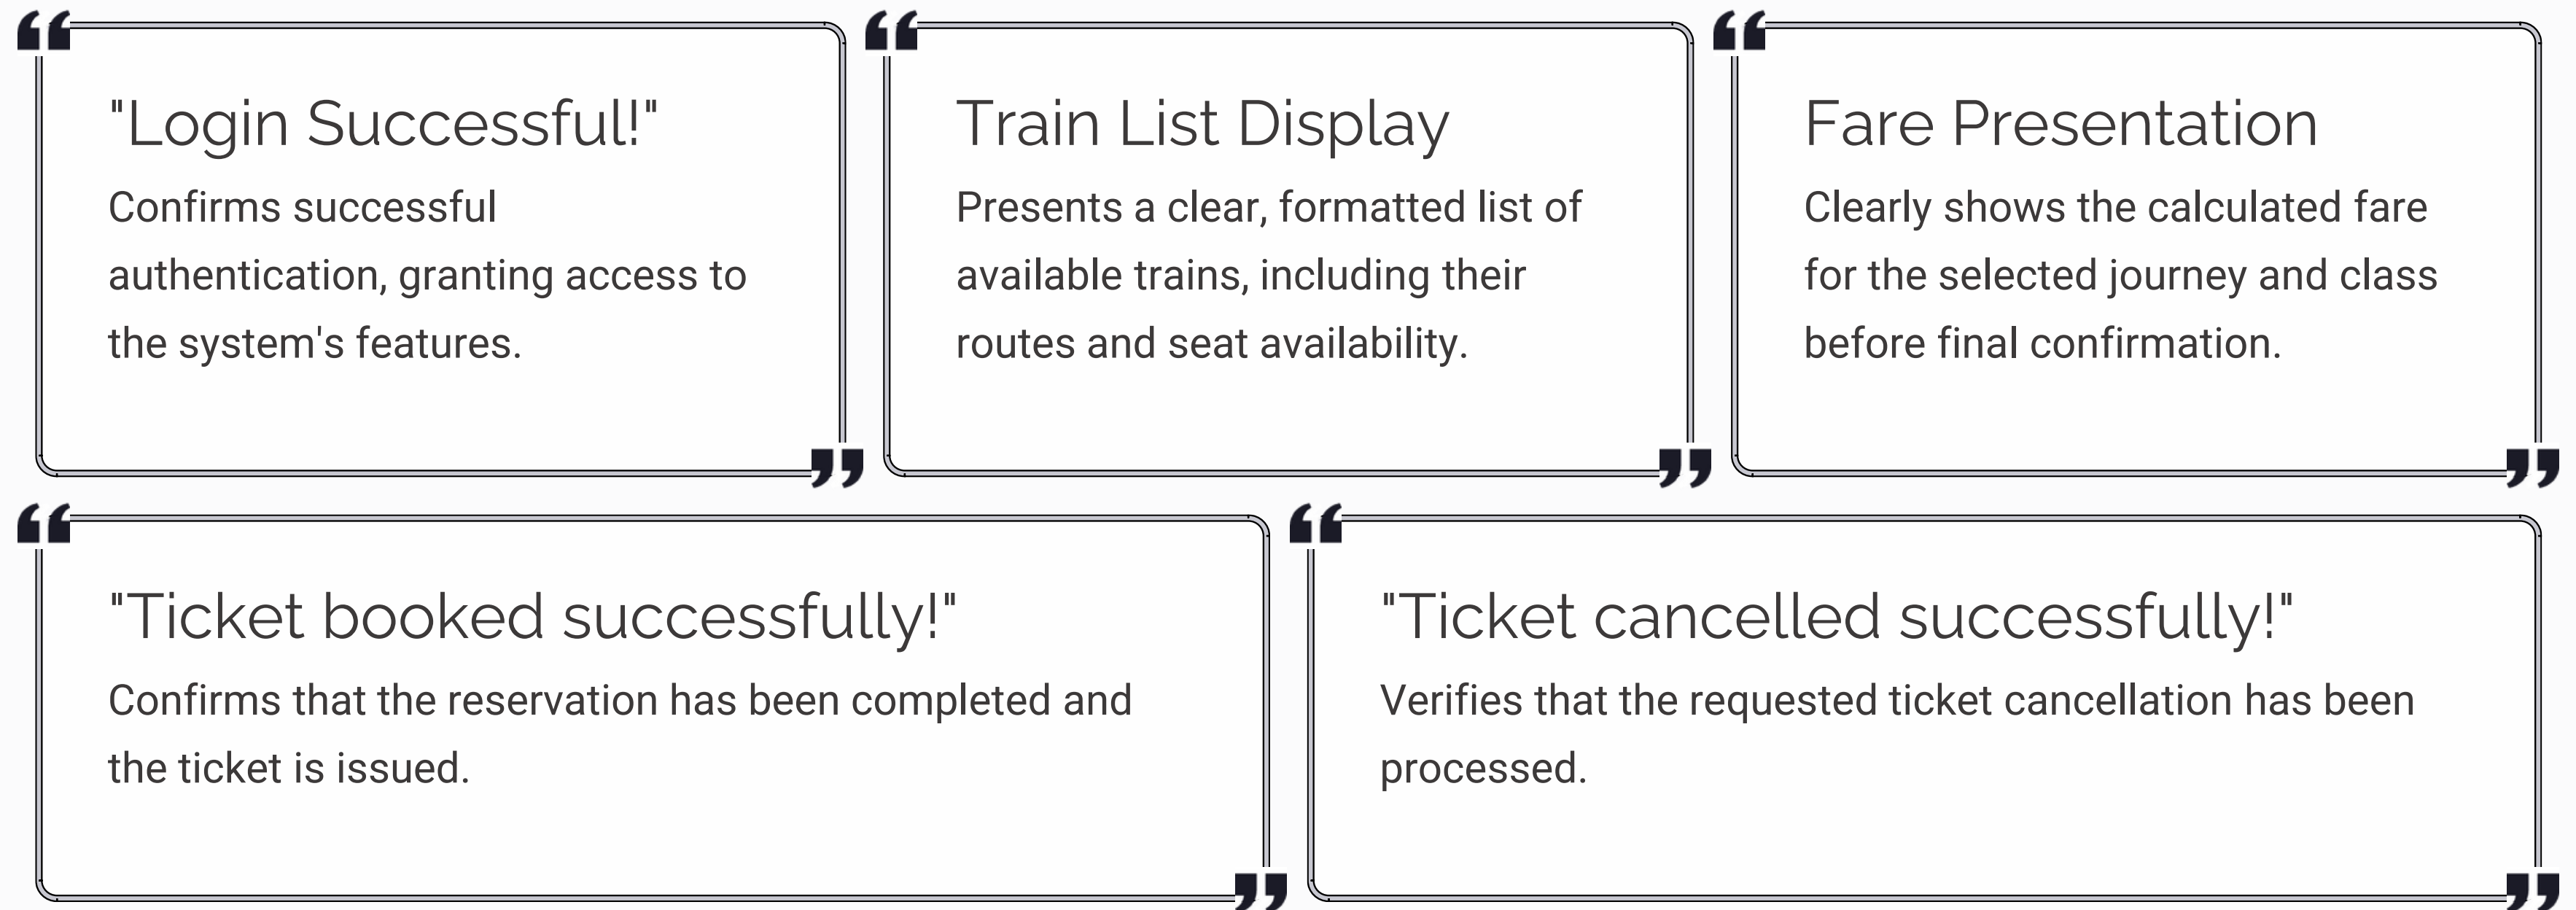 "Login Successful!"
Confirms successful
authentication, granting access to
the system's features.
Train List Display
Presents a clear, formatted list of
available trains, including their
routes and seat availability.
Fare Presentation
Clearly shows the calculated fare
for the selected journey and class
before final confirmation.
"Ticket booked successfully!"
Confirms that the reservation has been completed and
the ticket is issued.
"Ticket cancelled successfully!"
Verifies that the requested ticket cancellation has been
processed.